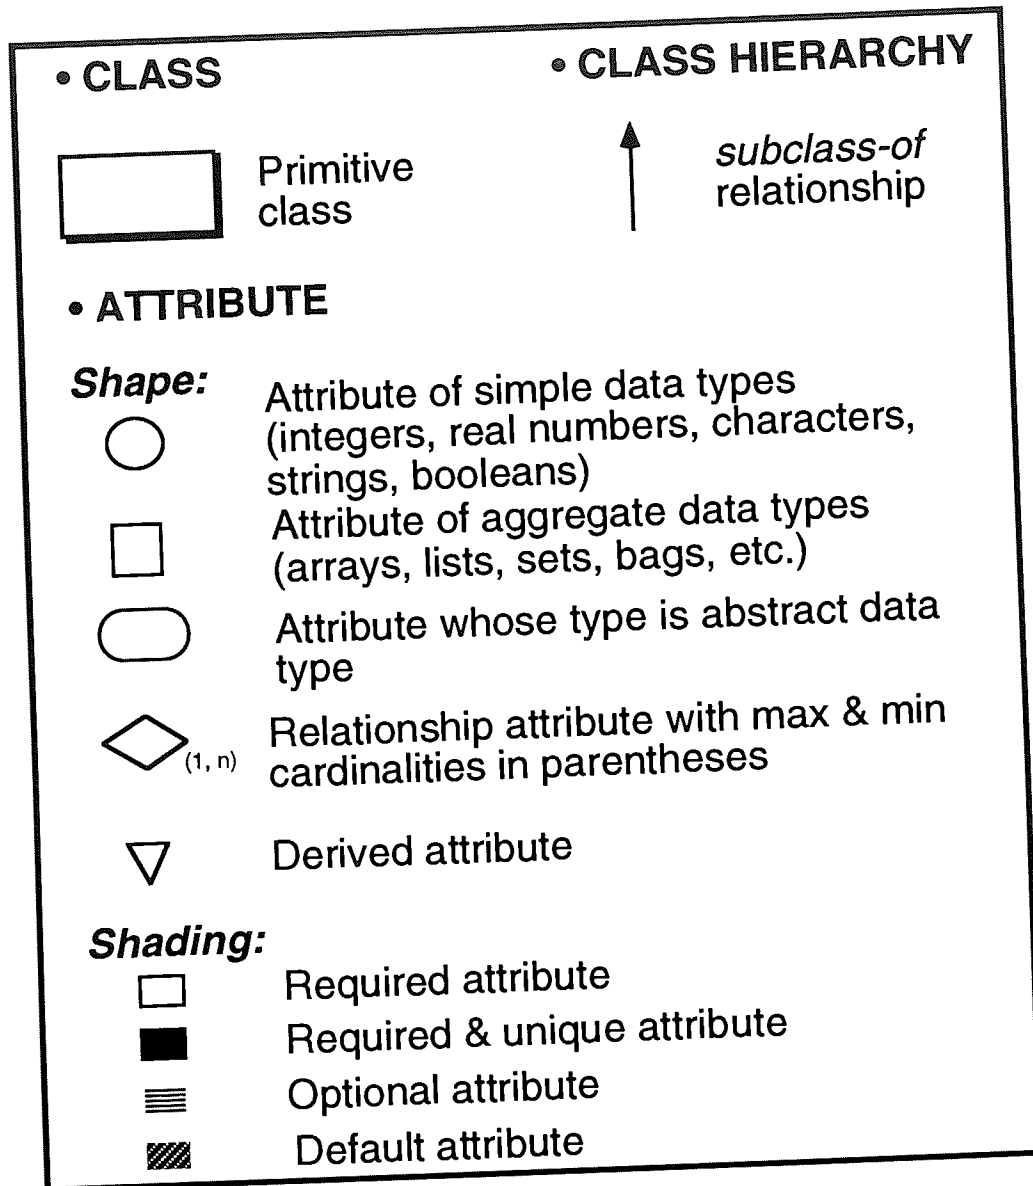 • CLASS
• CLASS HIERARCHY
Primitive
class
subclass-of
relationship
• ATTRIBUTE
Shape:
Attribute of simple data types
(integers, real numbers, characters,
strings, booleans)
Attribute of aggregate data types
(arrays, lists, sets, bags, etc.)
Attribute whose type is abstract data
type
(1, n)
Relationship attribute with max & min
cardinalities in parentheses
Derived attribute
Shading:
Required attribute
Required & unique attribute
Optional attribute
Default attribute